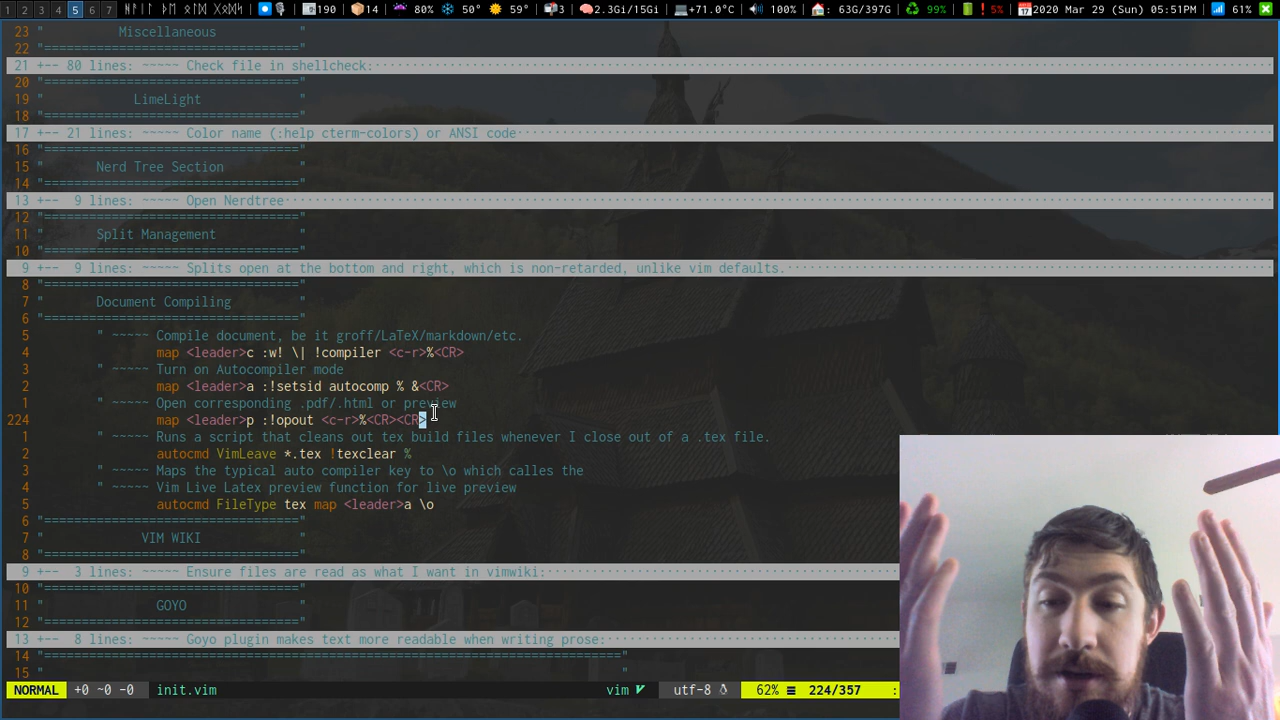 1 2 3 4 5 6 7 8 9 190 14 80% 50° 59° 3 2.3Gi/15Gi +71.0°C 100% : 63G/397G 99% ! 5% 2020 Mar 29 (Sun) 05:51PM 61%
23 " Miscellaneous "
22 "==================================="
21 +-- 80 lines: ~~~~~ Check file in shellcheck:
20 "==================================="
19 " LimeLight "
18 "==================================="
17 +-- 21 lines: ~~~~~ Color name (:help cterm-colors) or ANSI code
16 "==================================="
15 " Nerd Tree Section "
14 "==================================="
13 +-- 9 lines: ~~~~~ Open Nerdtree
12 "==================================="
11 " Split Management "
10 "==================================="
9 +-- 9 lines: ~~~~~ Splits open at the bottom and right, which is non-retarded, unlike vim defaults.
8 "==================================="
7 " Document Compiling "
6 "==================================="
5 " ~~~~~ Compile document, be it groff/LaTeX/markdown/etc.
4 map <leader>c :w! \| !compiler <c-r>%<CR>
3 " ~~~~~ Turn on Autocompiler mode
2 map <leader>a :!setsid autocomp % &<CR>
1 " ~~~~~ Open corresponding .pdf/.html or preview
224 map <leader>p :!opout <c-r>%<CR><CR>
1 " ~~~~~ Runs a script that cleans out tex build files whenever I close out of a .tex file.
2 autocmd VimLeave *.tex !texclear %
3 " ~~~~~ Maps the typical auto compiler key to \o which calls the
4 " ~~~~~ Vim Live Latex preview function for live preview
5 autocmd FileType tex map <leader>a \o
6 "==================================="
7 " VIM WIKI "
8 "==================================="
9 +-- 3 lines: ~~~~~ Ensure files are read as what I want in vimwiki:
10 "==================================="
11 " GOYO "
12 "==================================="
13 +-- 8 lines: ~~~~~ Goyo plugin makes text more readable when writing prose:
14 "============================================================================="
15 " "
NORMAL +0 ~0 -0 init.vim vim utf-8 62% ≡ 224/357 :